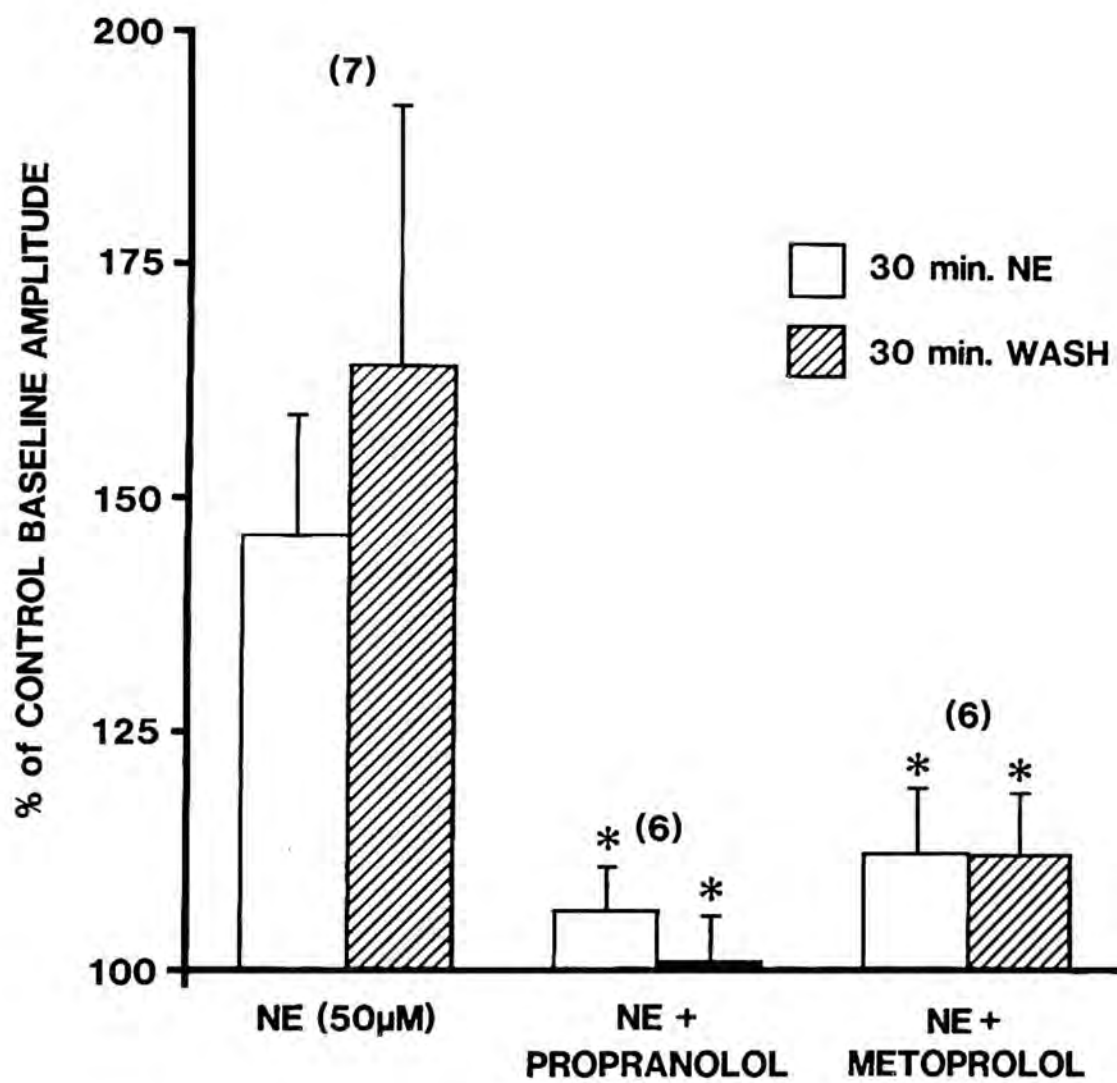 % of CONTROL BASELINE AMPLITUDE
200
175
150
125
100
(7)
30 min. NE
30 min. WASH
(6)
* *
* (6)
*
NE (50µM)
NE +
PROPRANOLOL
NE +
METOPROLOL